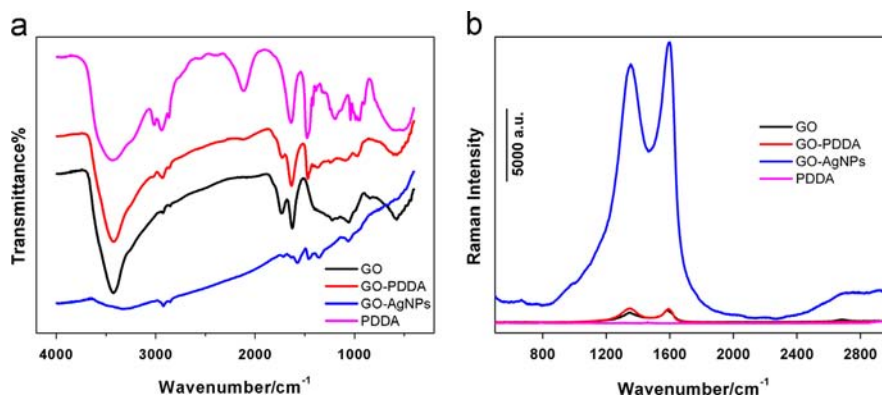 a
Transmittance%
GO
GO-PDDA
GO-AgNPs
PDDA
4000 3000 2000 1000
Wavenumber/cm-1
b
Raman Intensity
5000 a.u.
GO
GO-PDDA
GO-AgNPs
PDDA
800 1200 1600 2000 2400 2800
Wavenumber/cm-1